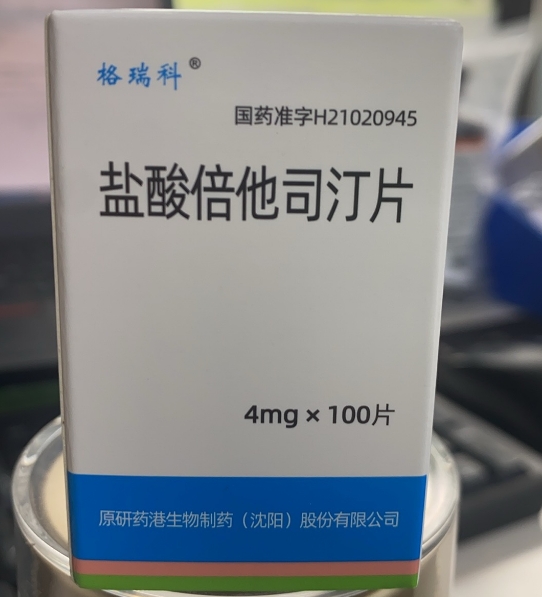 格瑞科®
国药准字H21020945
盐酸倍他司汀片
4mg×100片
原研药港生物制药（沈阳）股份有限公司